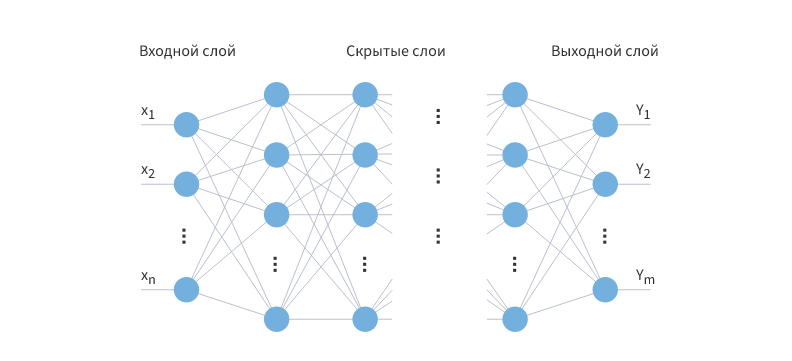 Входной слой
Скрытые слои
Выходной слой
x1
Y1
x2
Y2
xn
Ym